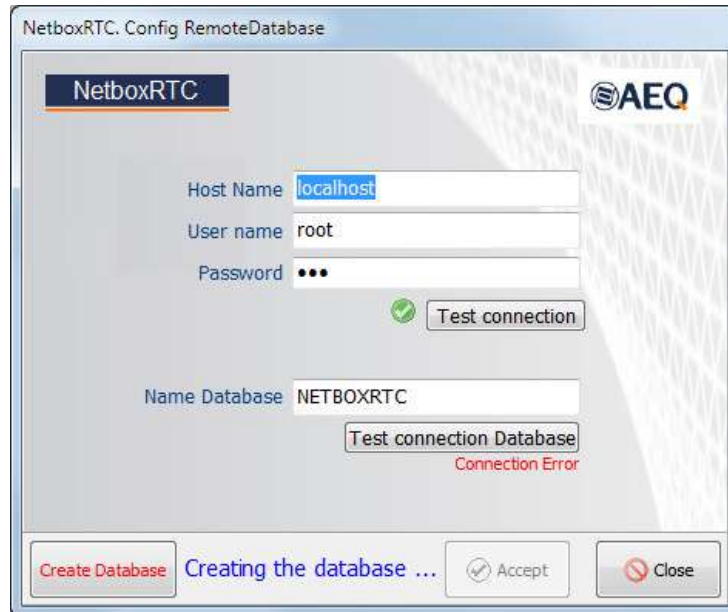 NetboxRTC. Config RemoteDatabase
NetboxRTC
AEQ
Host Name localhost
User name root
Password •••
Test connection
Name Database NETBOXRTC
Test connection Database
Connection Error
Create Database Creating the database ... Accept Close